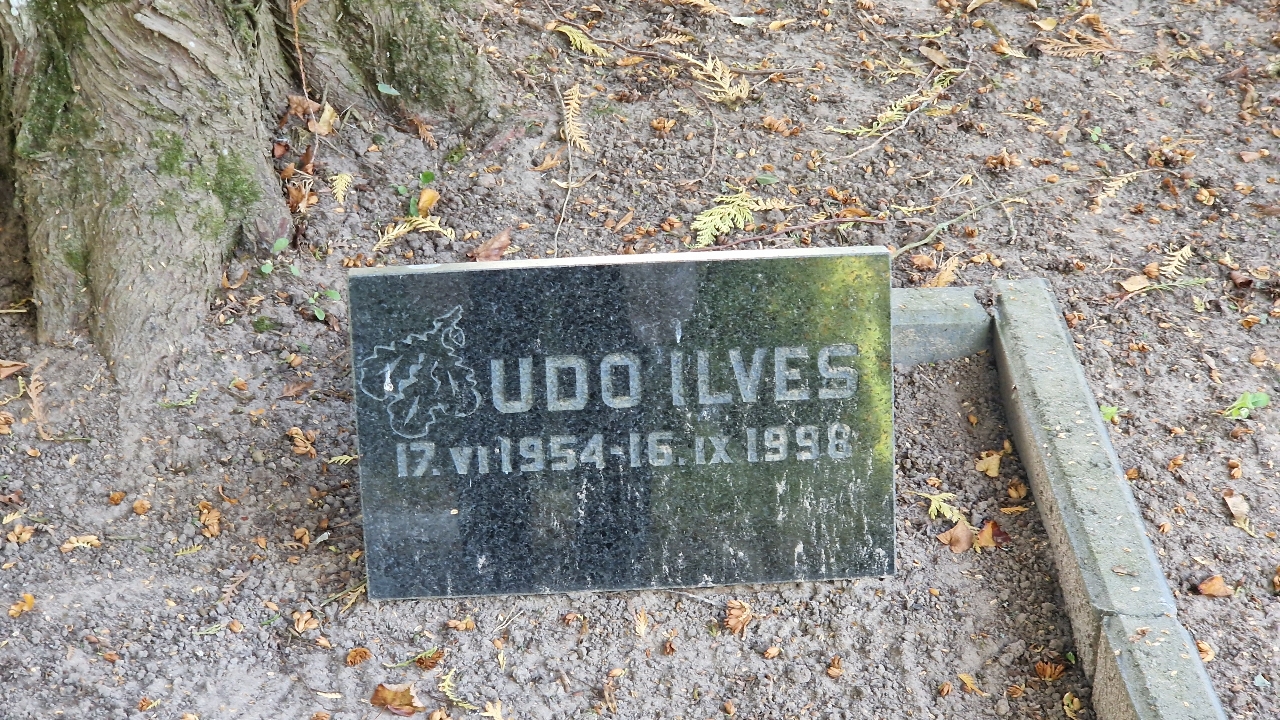 UDO ILVES
17. VI 1954-16. IX 1998